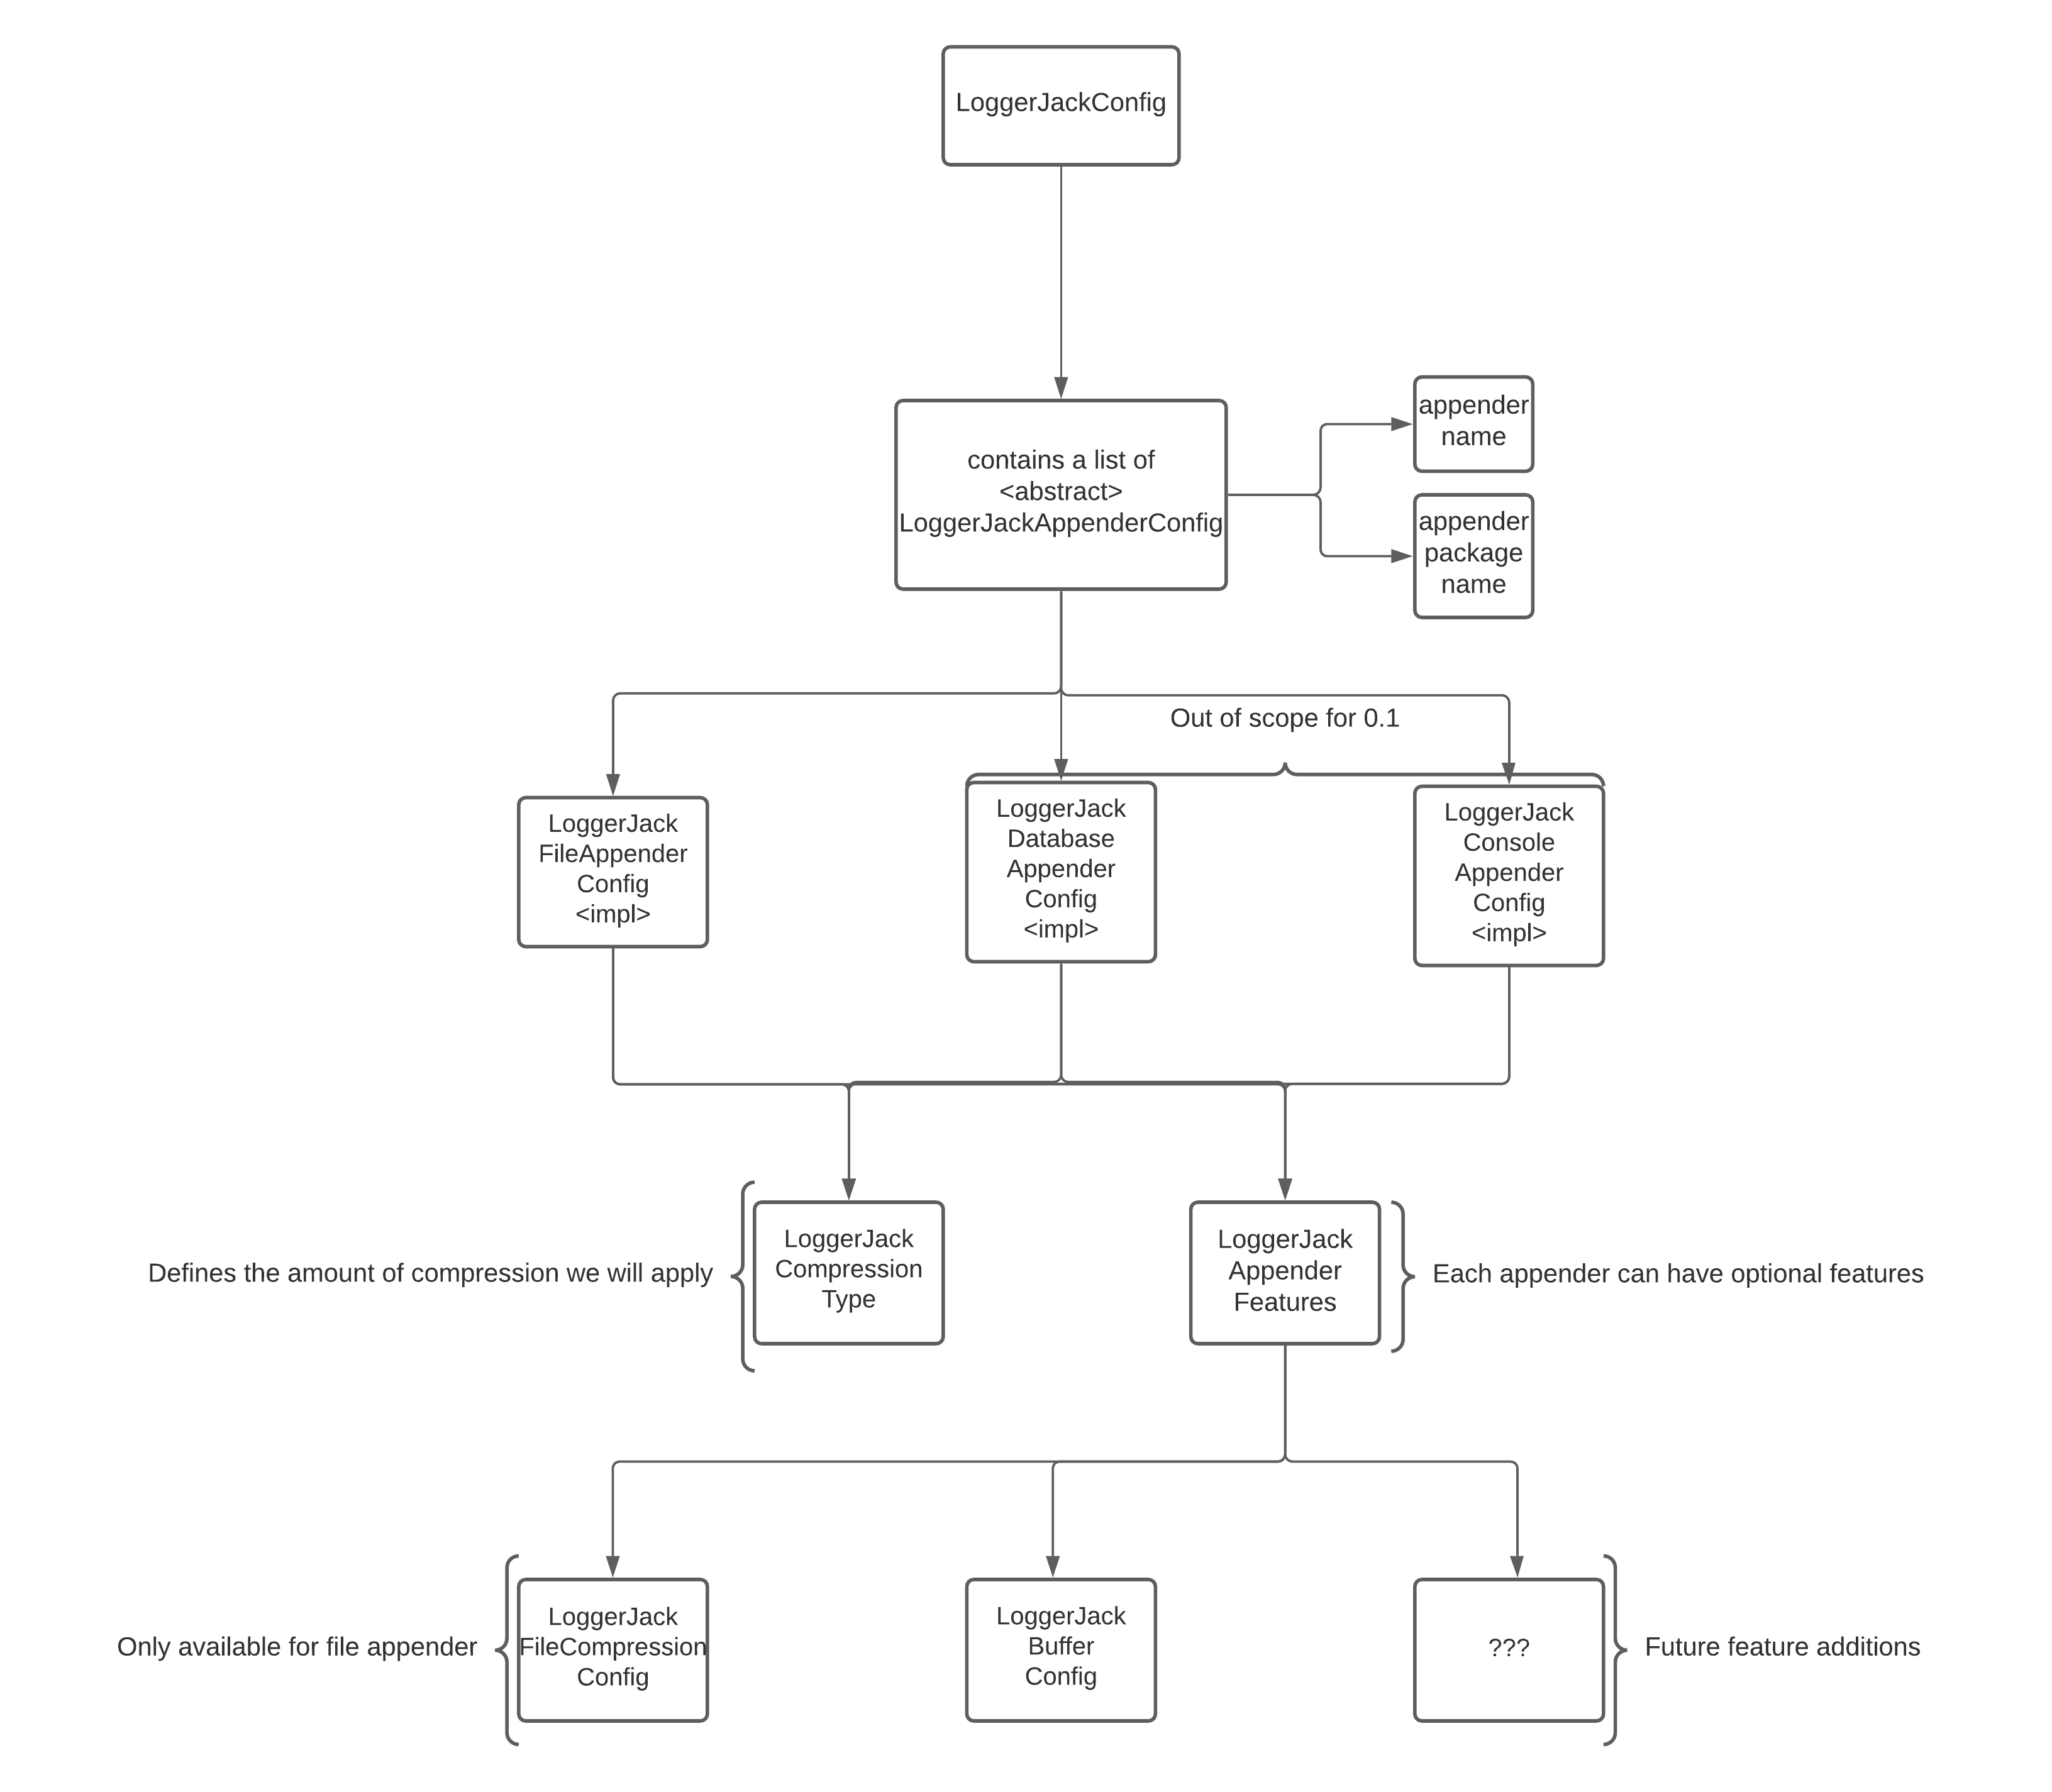 LoggerJackConfig
contains a list of
<abstract>
LoggerJackAppenderConfig
appender
name
appender
package
name
Out of scope for 0.1
LoggerJack
FileAppender
Config
<impl>
LoggerJack
Database
Appender
Config
<impl>
LoggerJack
Console
Appender
Config
<impl>
Defines the amount of compression we will apply
LoggerJack
Compression
Type
LoggerJack
Appender
Features
Each appender can have optional features
Only available for file appender
LoggerJack
FileCompression
Config
LoggerJack
Buffer
Config
???
Future feature additions